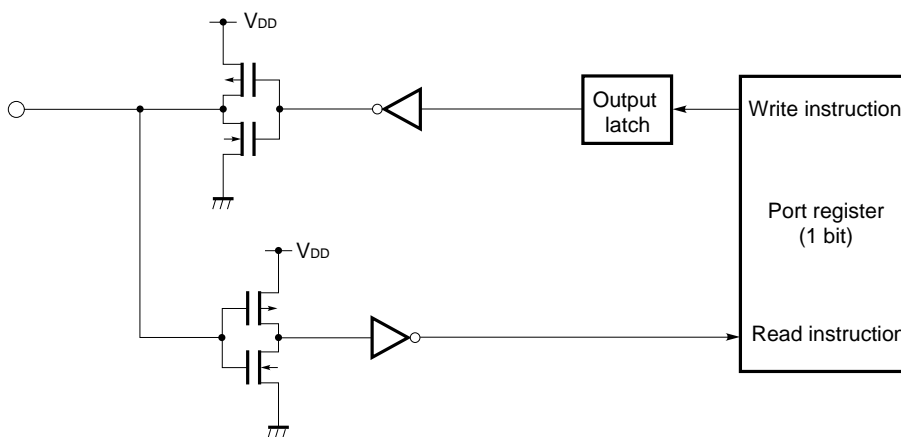 VDD
Output
latch
Write instruction
Port register
(1 bit)
VDD
Read instruction